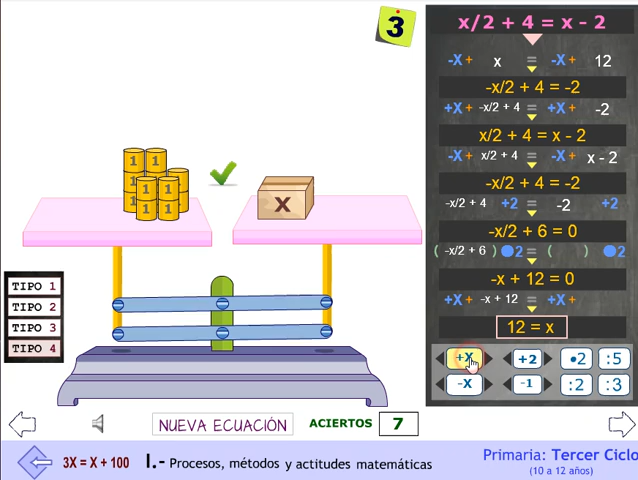 3
x/2 + 4 = x - 2
-X + x = -X + 12
-x/2 + 4 = -2
+X + -x/2 + 4 = +X + -2
x/2 + 4 = x - 2
-X + x/2 + 4 = -X + x - 2
-x/2 + 4 = -2
-x/2 + 4 +2 = -2 +2
-x/2 + 6 = 0
( -x/2 + 6 ) ●2 = ( ) ●2
-x + 12 = 0
+X + -x + 12 = +X +
12 = x
1 1
1
1 1
1 1
X
TIPO 1
TIPO 2
TIPO 3
TIPO 4
+X +2 •2 :5
-X -1 :2 :3
NUEVA ECUACIÓN ACIERTOS 7
3X = X + 100 I.- Procesos, métodos y actitudes matemáticas
Primaria: Tercer Ciclo
(10 a 12 años)